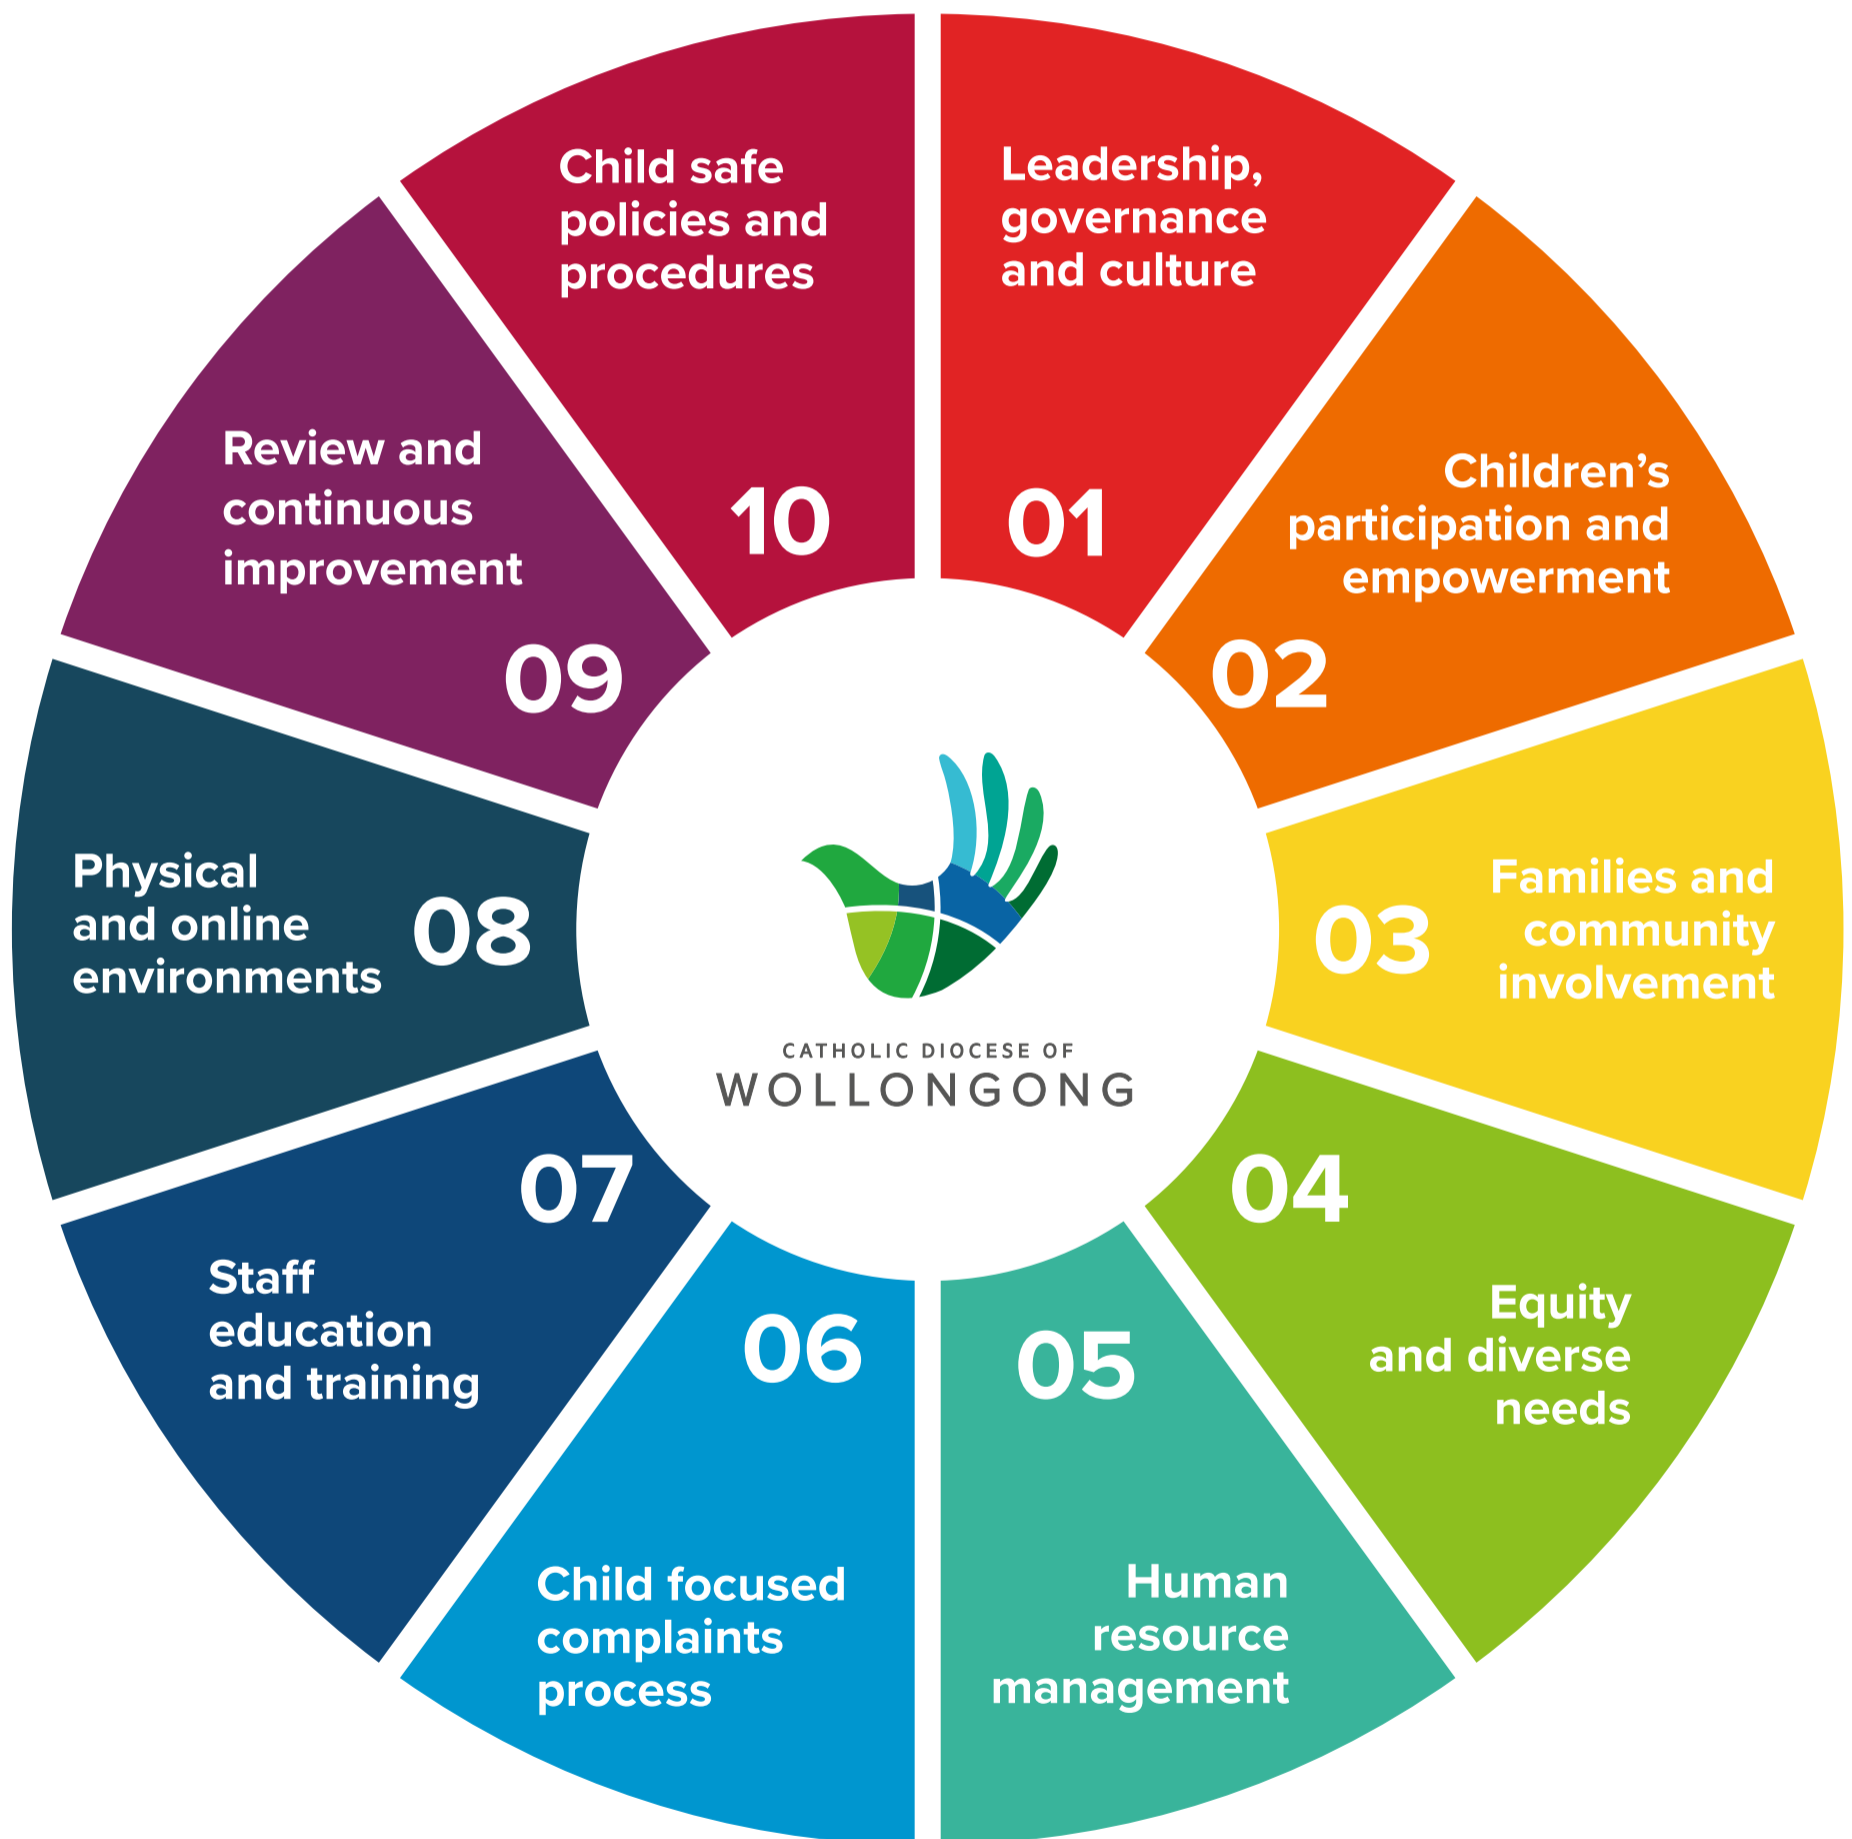 Leadership,
governance
and culture
01
Children’s
participation and
empowerment
02
Families and
community
involvement
03
04
Equity
and diverse
needs
05
Human
resource
management
06
Child focused
complaints
process
07
Staff
education
and training
Physical
and online
environments
08
Review and
continuous
improvement
09
Child safe
policies and
procedures
10
CATHOLIC DIOCESE OF
WOLLONGONG